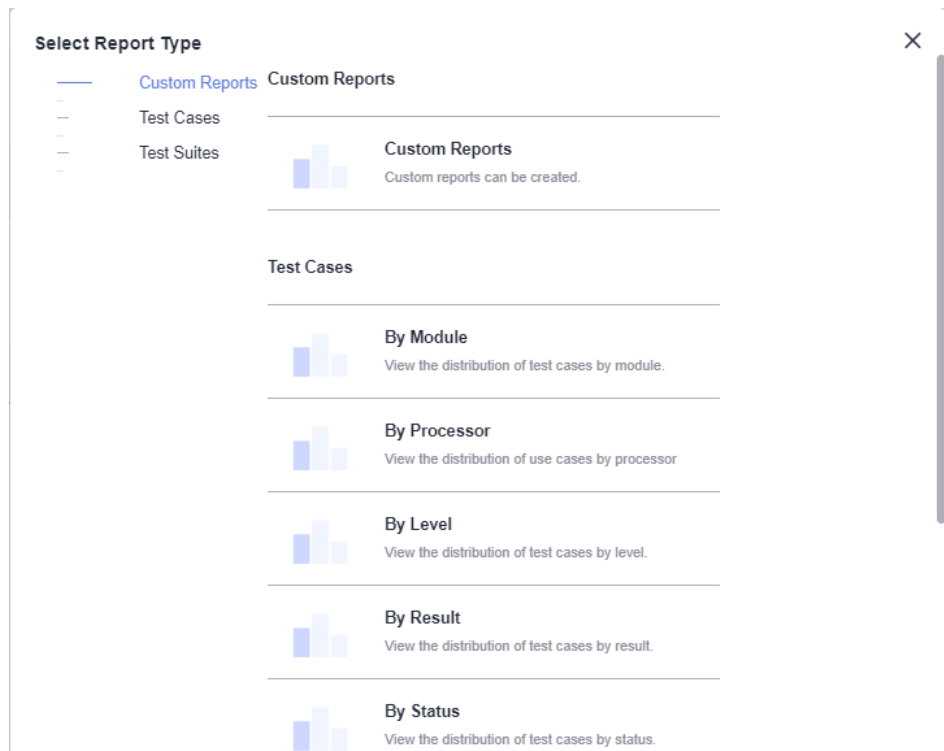 Select Report Type
Custom Reports
Test Cases
Test Suites
Custom Reports
Custom Reports
Custom reports can be created.
Test Cases
By Module
View the distribution of test cases by module.
By Processor
View the distribution of use cases by processor
By Level
View the distribution of test cases by level.
By Result
View the distribution of test cases by result.
By Status
View the distribution of test cases by status.